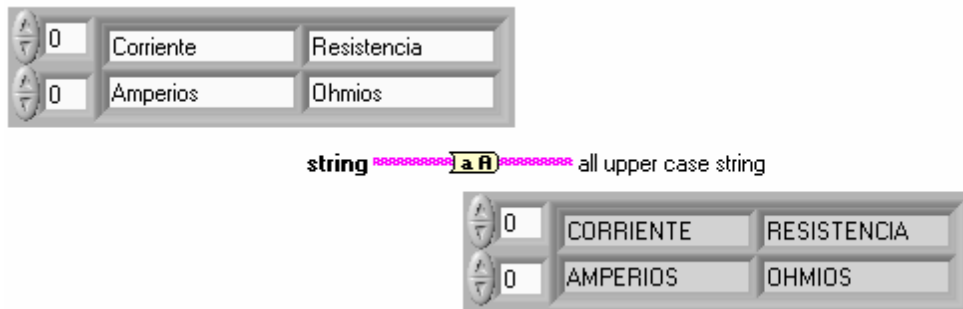 0 Corriente Resistencia
0 Amperios Ohmios
string a A all upper case string
0 CORRIENTE RESISTENCIA
0 AMPERIOS OHMIOS